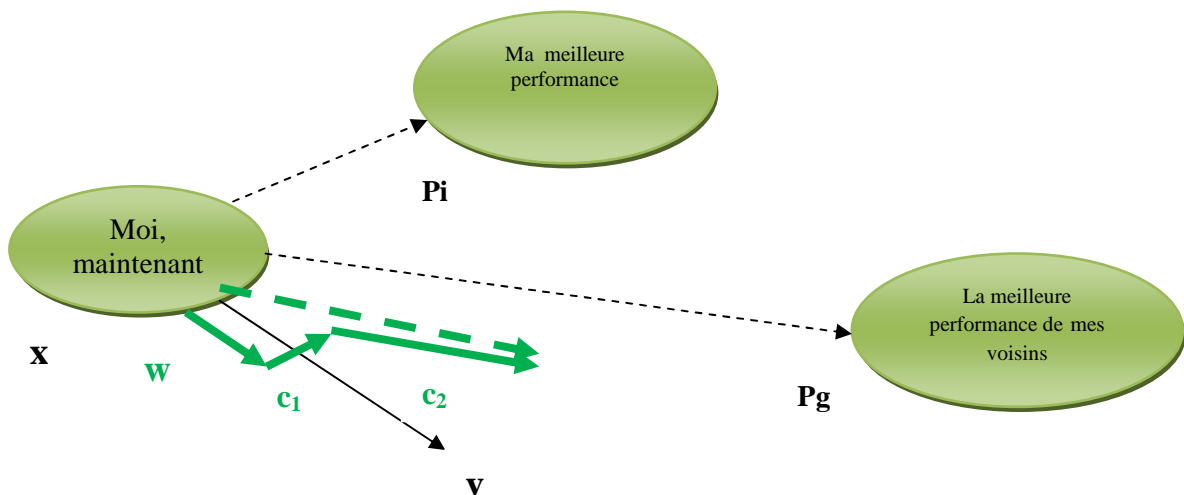 Ma meilleure
performance
Pi
Moi,
maintenant
La meilleure
performance de mes
voisins
x
w
c₁
c₂
Pg
v